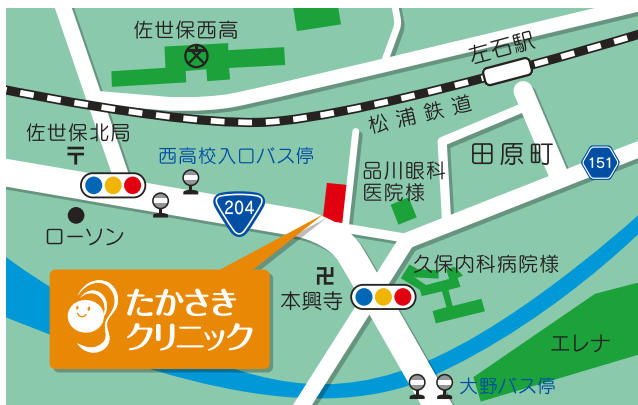 佐世保西高
左石駅
松浦鉄道
佐世保北局
西高校入口バス停
品川眼科
医院様
田原町
151
204
ローソン
たかさき
クリニック
本興寺
久保内科病院様
エレナ
大野バス停